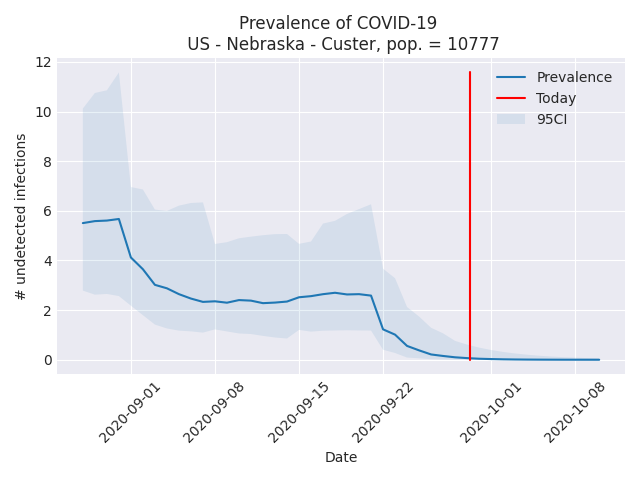 Prevalence of COVID-19
US - Nebraska - Custer, pop. = 10777
12
10
8
6
4
2
0
# undetected infections
Prevalence
Today
95CI
2020-09-01
2020-09-08
2020-09-15
2020-09-22
2020-10-01
2020-10-08
Date